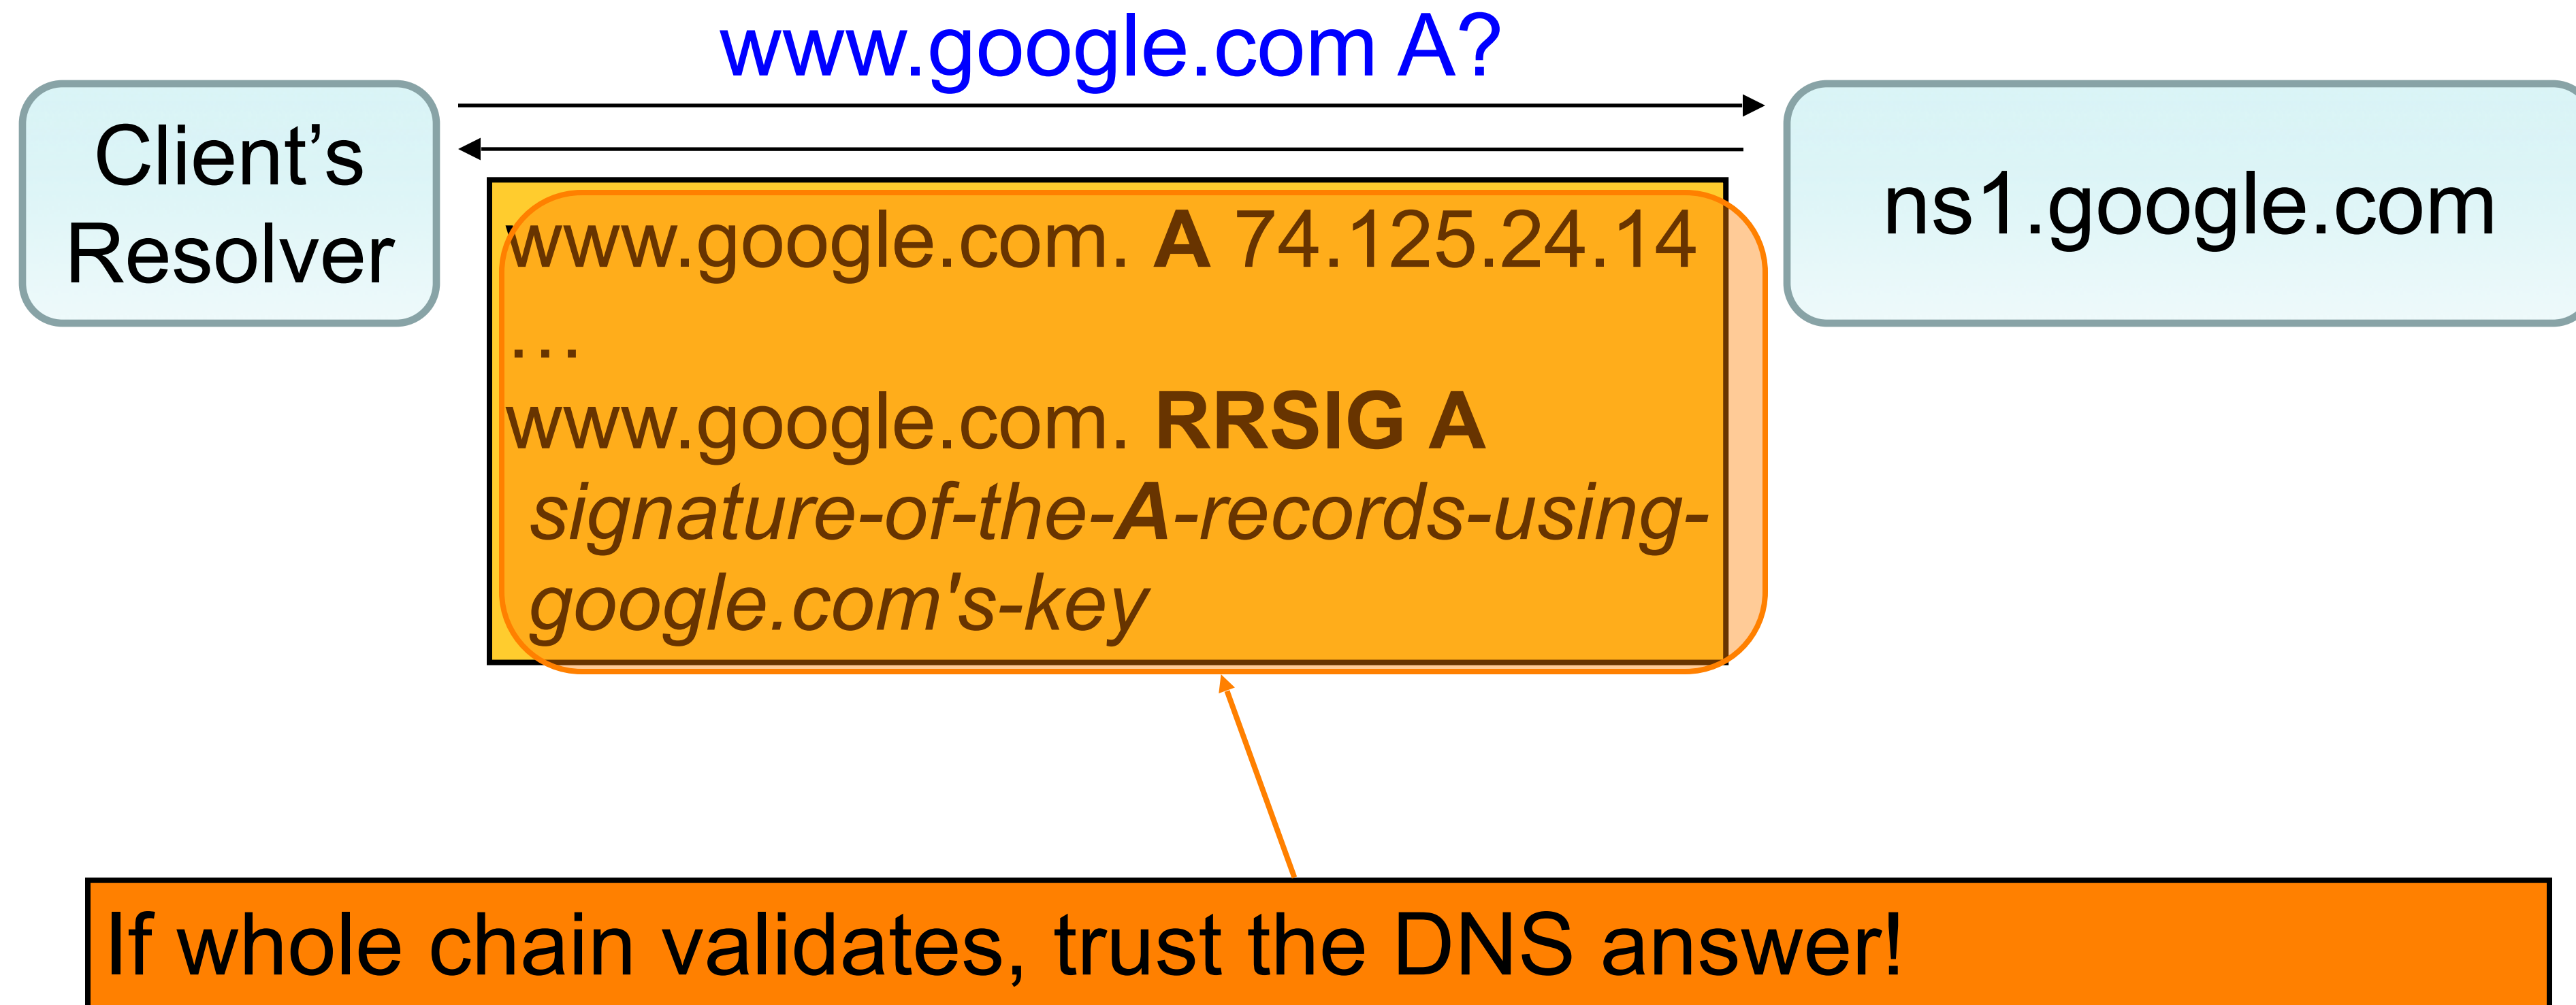 www.google.com A?
Client’s
Resolver
ns1.google.com
www.google.com. A 74.125.24.14
…
www.google.com. RRSIG A
signature-of-the-A-records-using-
google.com's-key
If whole chain validates, trust the DNS answer!